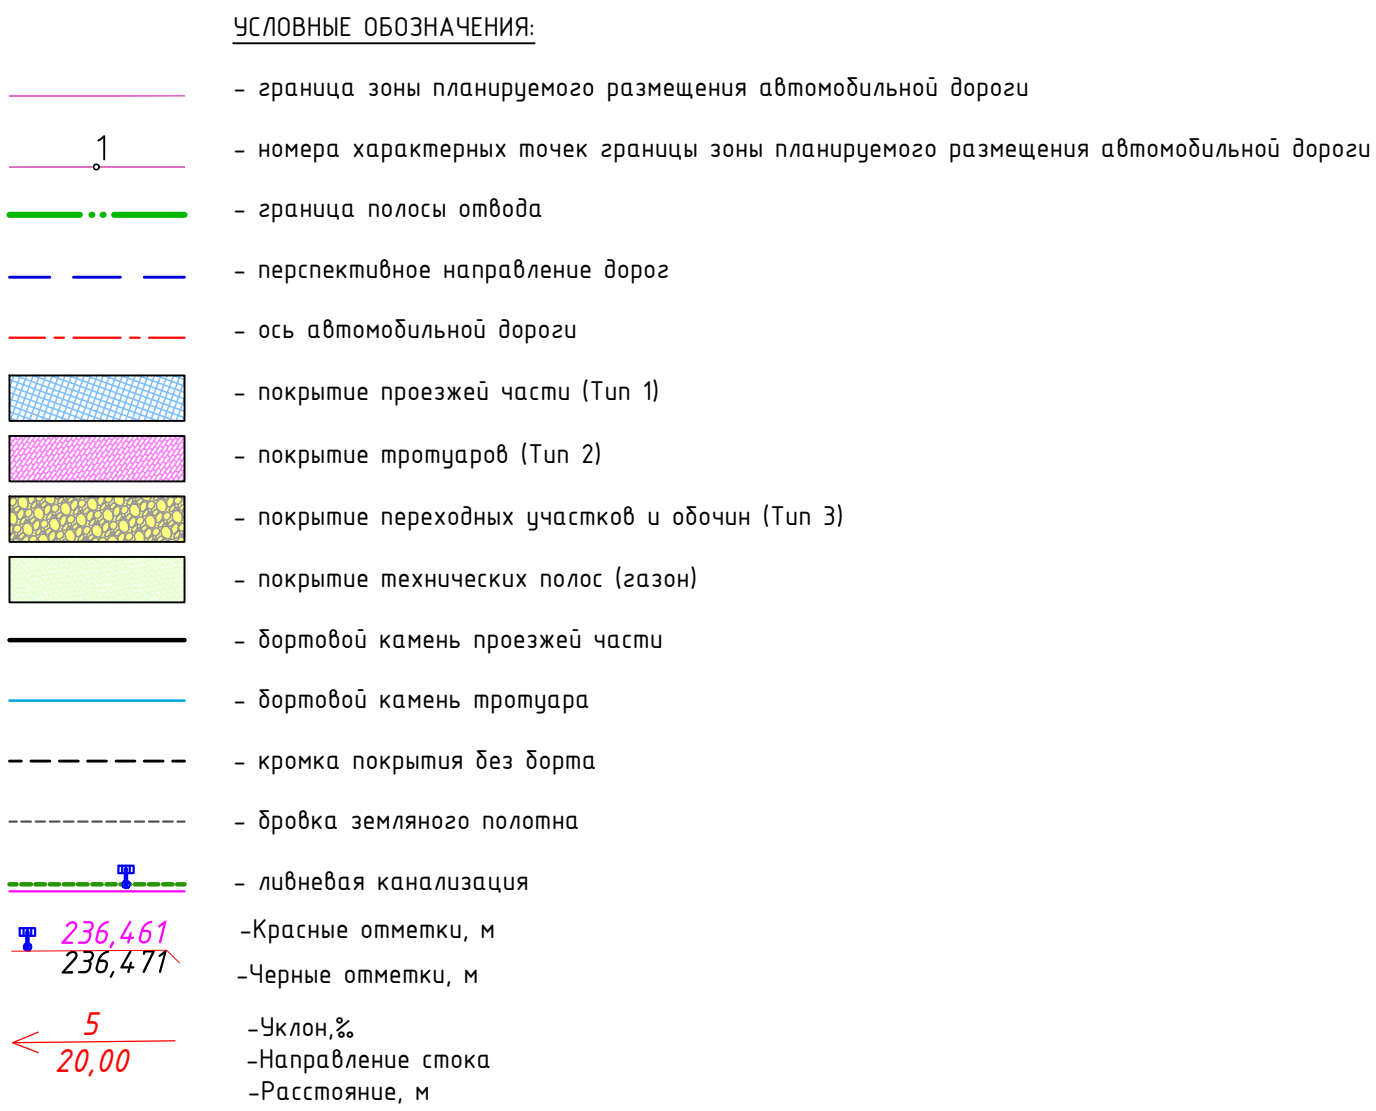 УСЛОВНЫЕ ОБОЗНАЧЕНИЯ:
- граница зоны планируемого размещения автомобильной дороги
1
- номера характерных точек границы зоны планируемого размещения автомобильной дороги
- граница полосы отвода
- перспективное направление дорог
- ось автомобильной дороги
- покрытие проезжей части (Тип 1)
- покрытие тротуаров (Тип 2)
- покрытие переходных участков и обочин (Тип 3)
- покрытие технических полос (газон)
- бортовой камень проезжей части
- бортовой камень тротуара
- кромка покрытия без борта
- бровка земляного полотна
- ливневая канализация
236,461
-Красные отметки, м
236,471
-Черные отметки, м
5
-Уклон,‰
20,00
-Направление стока
-Расстояние, м